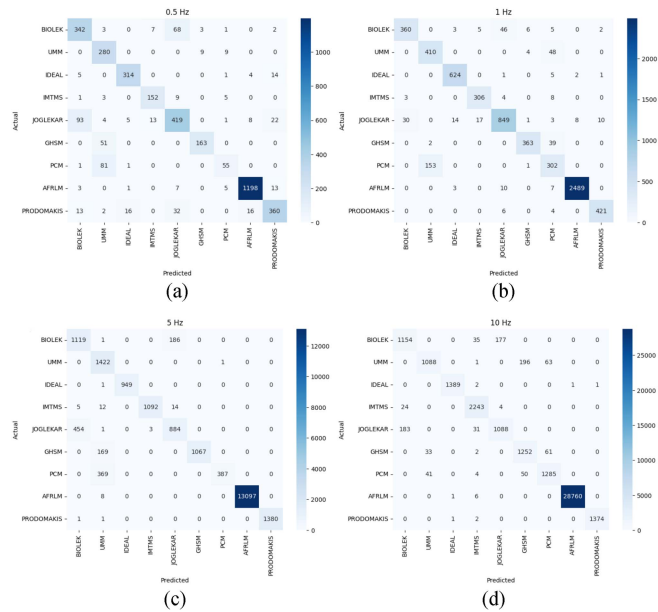 0.5 Hz
Actual
BIOLEK 342 0 3 7 68 3 1 0 2
UMM 0 280 0 0 0 9 9 0 0
IDEAL 5 0 314 0 5 0 1 4 14
IMTMS 1 3 0 152 9 0 5 0 0
JOGLEKAR 93 4 5 13 419 0 4 8 22
GHSM 0 51 0 0 0 163 0 0 0
PCM 1 81 1 0 0 0 55 0 0
AFRLM 3 0 1 0 7 0 5 1198 13
PRODOMAKIS 13 2 16 0 32 0 0 16 360
BIOLEK UMM IDEAL IMTMS JOGLEKAR GHSM PCM AFRLM PRODOMAKIS
Predicted
0 200 400 600 800 1000
(a)
1 Hz
Actual
BIOLEK 360 0 3 5 46 6 5 0 2
UMM 0 410 0 0 0 4 48 0 0
IDEAL 0 0 624 0 1 0 5 2 1
IMTMS 3 0 0 306 4 0 8 0 0
JOGLEKAR 30 0 14 17 849 1 3 8 10
GHSM 0 2 0 0 0 363 39 0 0
PCM 0 153 0 0 0 1 302 0 0
AFRLM 0 0 3 0 10 0 7 2489 0
PRODOMAKIS 0 0 0 0 6 0 4 0 421
BIOLEK UMM IDEAL IMTMS JOGLEKAR GHSM PCM AFRLM PRODOMAKIS
Predicted
0 500 1000 1500 2000
(b)
5 Hz
Actual
BIOLEK 1119 1 0 0 186 0 0 0 0
UMM 0 1422 0 0 0 0 1 0 0
IDEAL 0 1 949 0 0 0 0 0 0
IMTMS 5 12 0 1092 14 0 0 0 0
JOGLEKAR 454 1 0 3 884 0 0 0 0
GHSM 0 169 0 0 0 1067 0 0 0
PCM 0 369 0 0 0 0 387 0 0
AFRLM 0 8 0 0 0 0 0 13097 0
PRODOMAKIS 1 1 0 0 0 0 0 0 1380
BIOLEK UMM IDEAL IMTMS JOGLEKAR GHSM PCM AFRLM PRODOMAKIS
Predicted
0 2000 4000 6000 8000 10000 12000
(c)
10 Hz
Actual
BIOLEK 1154 0 0 35 177 0 0 0 0
UMM 0 1088 0 1 0 196 63 0 0
IDEAL 0 0 1389 2 0 0 0 1 1
IMTMS 24 0 0 2243 4 0 0 0 0
JOGLEKAR 183 0 0 31 1088 0 0 0 0
GHSM 0 33 0 2 0 1252 61 0 0
PCM 0 41 0 4 0 50 1285 0 0
AFRLM 0 0 1 6 0 0 0 28760 0
PRODOMAKIS 0 0 1 2 0 0 0 0 1374
BIOLEK UMM IDEAL IMTMS JOGLEKAR GHSM PCM AFRLM PRODOMAKIS
Predicted
0 5000 10000 15000 20000 25000
(d)